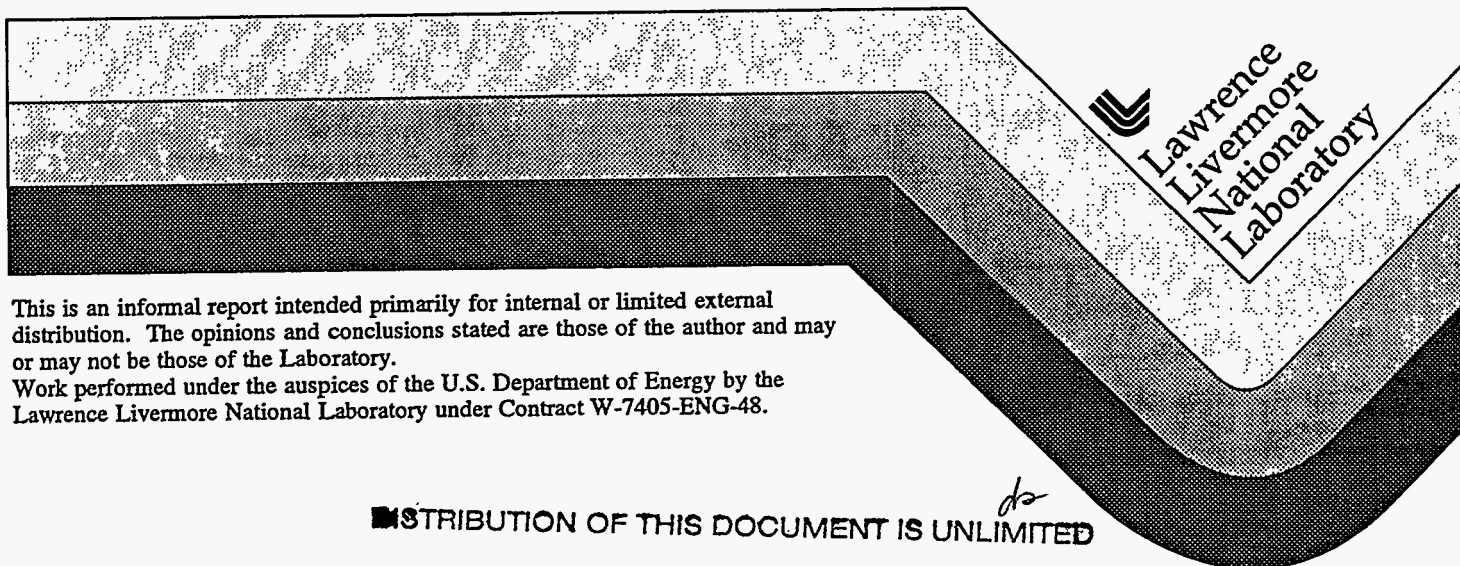 Lawrence
Livermore
National
Laboratory
This is an informal report intended primarily for internal or limited external
distribution. The opinions and conclusions stated are those of the author and may
or may not be those of the Laboratory.
Work performed under the auspices of the U.S. Department of Energy by the
Lawrence Livermore National Laboratory under Contract W-7405-ENG-48.
DISTRIBUTION OF THIS DOCUMENT IS UNLIMITED